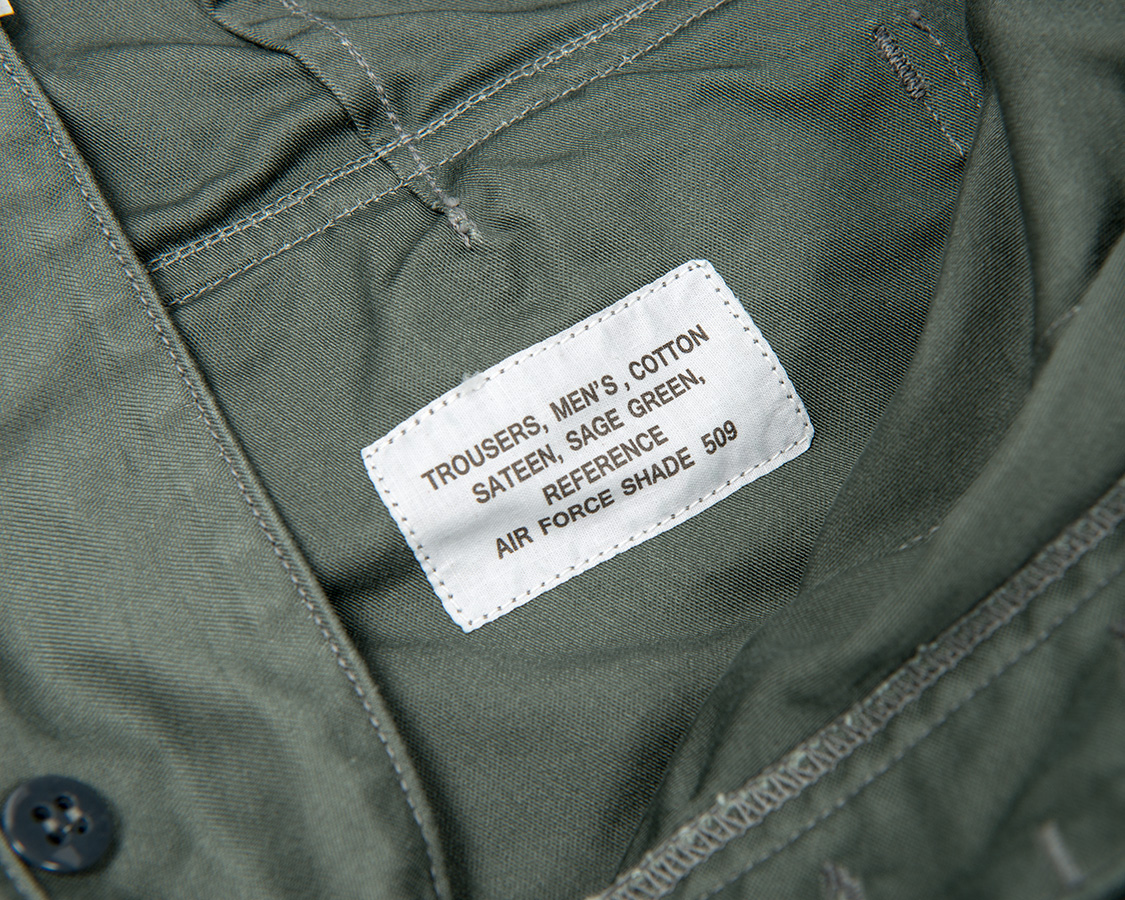 TROUSERS, MEN'S , COTTON
SATEEN, SAGE GREEN,
REFERENCE
AIR FORCE SHADE 509